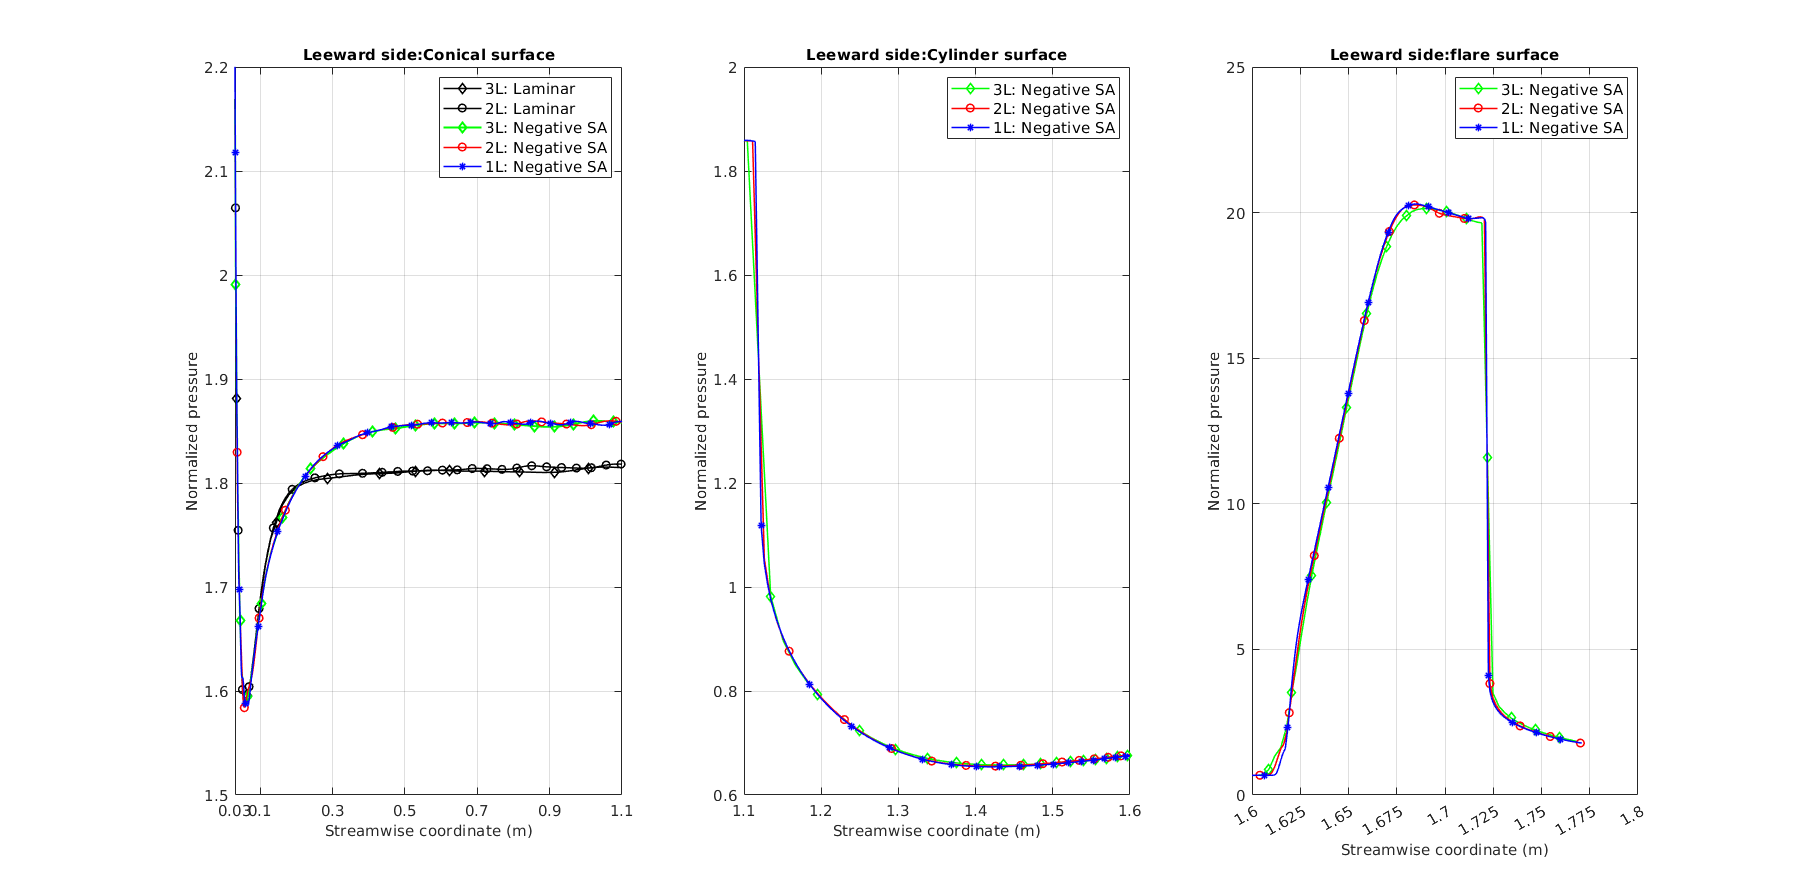 Leeward side:Conical surface
Normalized pressure
2.2
2.1
2
1.9
1.8
1.7
1.6
1.5
3L: Laminar
2L: Laminar
3L: Negative SA
2L: Negative SA
1L: Negative SA
0.03 0.1 0.3 0.5 0.7 0.9 1.1
Streamwise coordinate (m)
Leeward side:Cylinder surface
Normalized pressure
2
1.8
1.6
1.4
1.2
1
0.8
0.6
3L: Negative SA
2L: Negative SA
1L: Negative SA
1.1 1.2 1.3 1.4 1.5 1.6
Streamwise coordinate (m)
Leeward side:flare surface
Normalized pressure
25
20
15
10
5
0
3L: Negative SA
2L: Negative SA
1L: Negative SA
1.6 1.625 1.65 1.675 1.7 1.725 1.75 1.775 1.8
Streamwise coordinate (m)